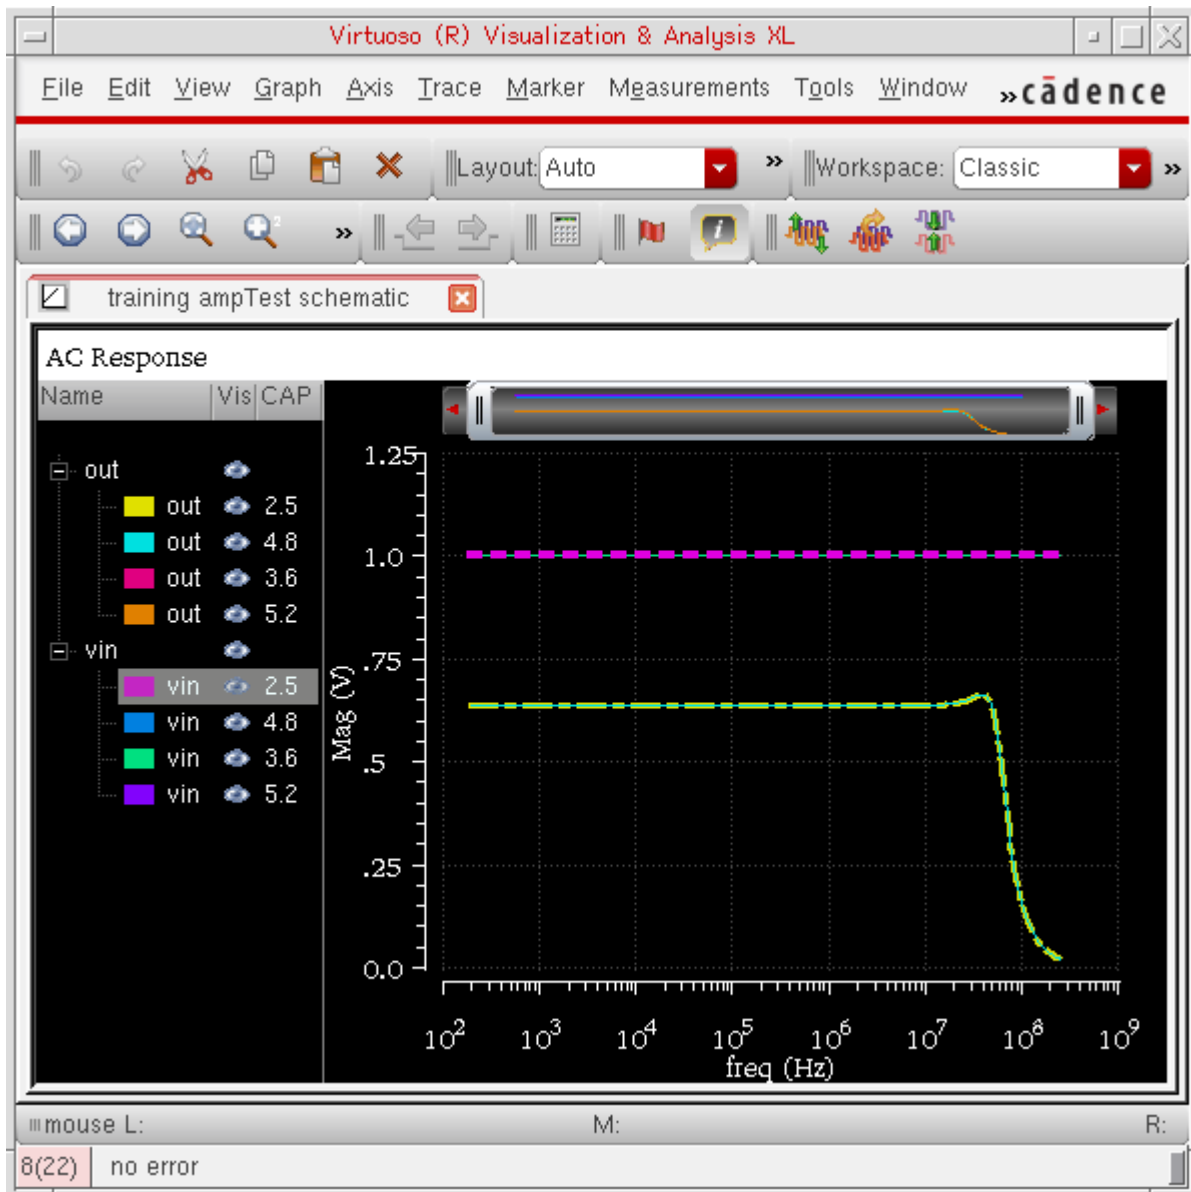 Virtuoso (R) Visualization & Analysis XL
File Edit View Graph Axis Trace Marker Measurements Tools Window » cādence
Layout: Auto » Workspace: Classic »
2 »
training ampTest schematic
AC Response
Name Vis CAP
out
out 2.5
out 4.8
out 3.6
out 5.2
vin
vin 2.5
vin 4.8
vin 3.6
vin 5.2
1.25
1.0
.75
.5
.25
0.0
Mag (V)
10² 10³ 10⁴ 10⁵ 10⁶ 10⁷ 10⁸ 10⁹
freq (Hz)
mouse L: M: R:
8(22) no error